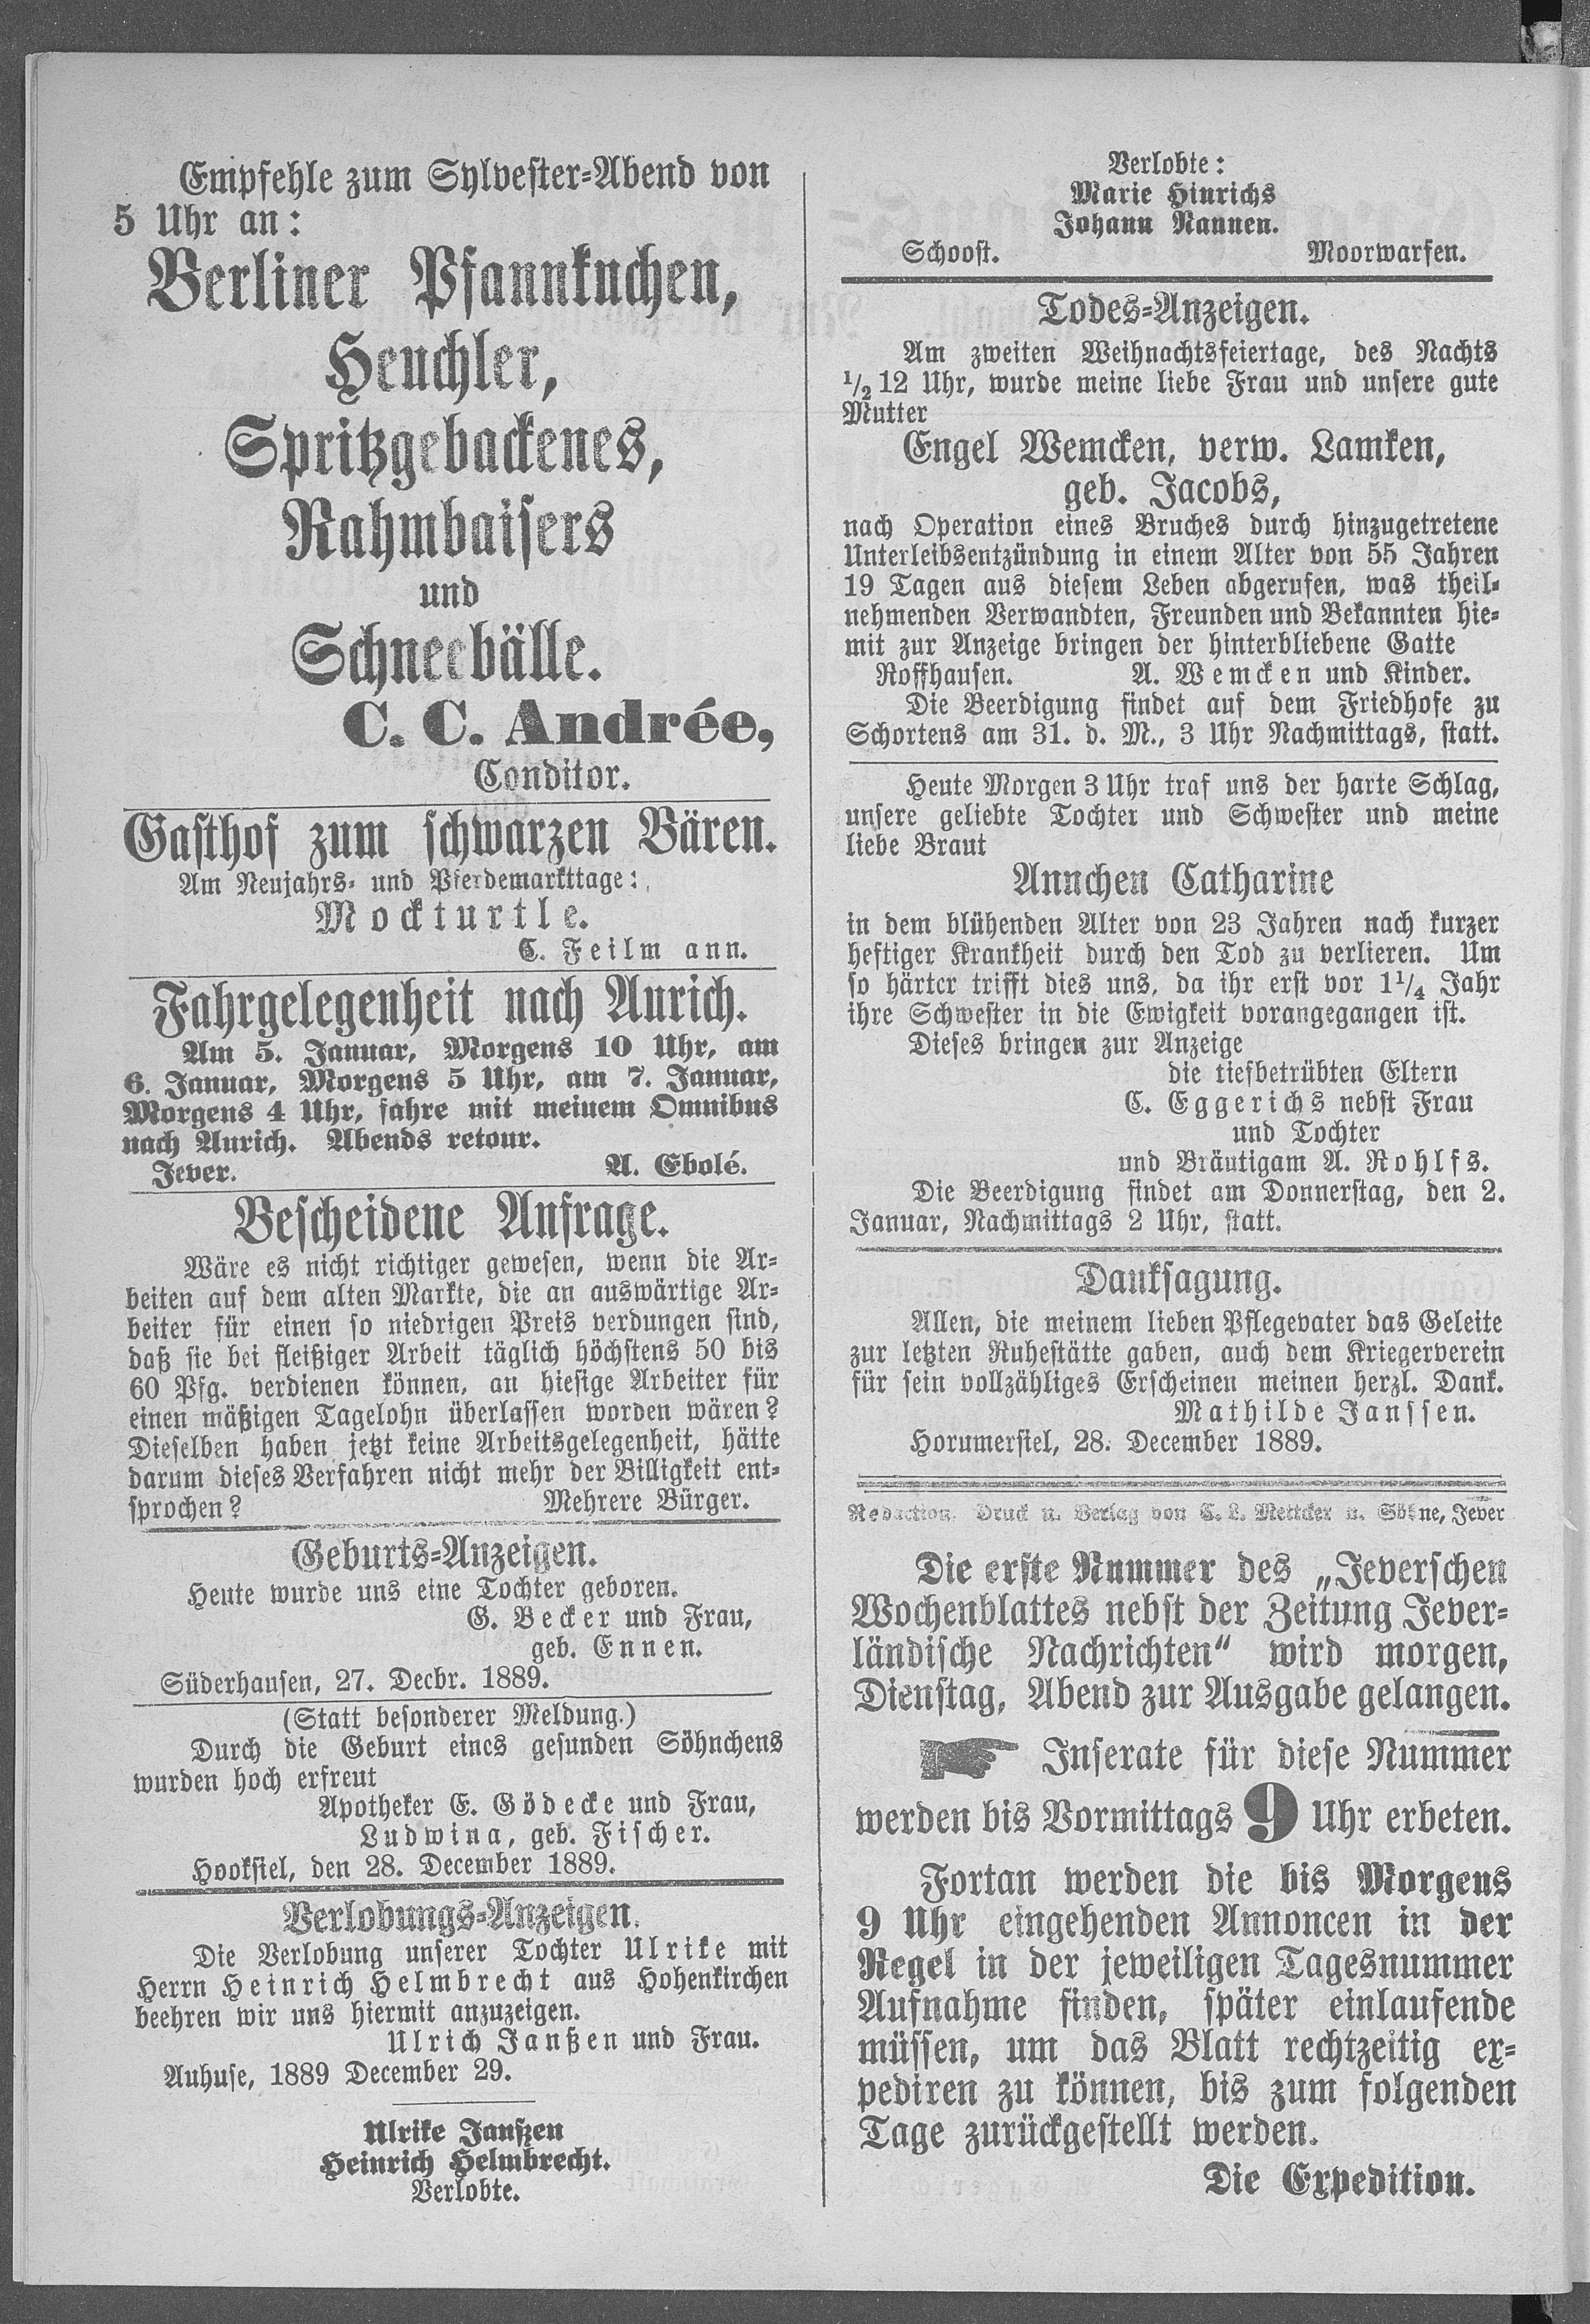 Empfehle zum Sylvester-Abend von
5 Uhr an:
Berliner Pfannkuchen,
Heuchler,
Spritzgebackenes,
Rahmbaisers
und
Schneebälle.
C. C. Andrée,
Conditor.
Gasthof zum schwarzen Bären.
Am Neujahrs- und Pferdemarkttage:
Mockturtle.
C. Feilmann.
Fahrgelegenheit nach Aurich.
Am 5. Januar, Morgens 10 Uhr, am
6. Januar, Morgens 5 Uhr, am 7. Januar,
Morgens 4 Uhr, fahre mit meinem Omnibus
nach Aurich. Abends retour.
Jever. A. Ebolé.
Bescheidene Anfrage.
Wäre es nicht richtiger gewesen, wenn die Ar-
beiten auf dem alten Markte, die an auswärtige Ar-
beiter für einen so niedrigen Preis verdungen sind,
daß sie bei fleißiger Arbeit täglich höchstens 50 bis
60 Pfg. verdienen können, an hiesige Arbeiter für
einen mäßigen Tagelohn überlassen worden wären?
Dieselben haben jetzt keine Arbeitsgelegenheit, hätte
darum dieses Verfahren nicht mehr der Billigkeit ent-
sprochen? Mehrere Bürger.
Geburts-Anzeigen.
Heute wurde uns eine Tochter geboren.
G. Becker und Frau,
geb. Ennen.
Süderhausen, 27. Decbr. 1889.
(Statt besonderer Meldung.)
Durch die Geburt eines gesunden Söhnchens
wurden hoch erfreut
Apotheker E. Gödecke und Frau,
Ludwina, geb. Fischer.
Hooksiel, den 28. December 1889.
Verlobungs-Anzeigen.
Die Verlobung unserer Tochter Ulrike mit
Herrn Heinrich Helmbrecht aus Hohenkirchen
beehren wir uns hiermit anzuzeigen.
Ulrich Janßen und Frau.
Auhuse, 1889 December 29.
Ulrike Janßen
Heinrich Helmbrecht.
Verlobte.
Verlobte:
Marie Hinrichs
Johann Nannen.
Schoost. Moorwarfen.
Todes-Anzeigen.
Am zweiten Weihnachtsfeiertage, des Nachts
1/2 12 Uhr, wurde meine liebe Frau und unsere gute
Mutter
Engel Wemcken, verw. Lamken,
geb. Jacobs,
nach Operation eines Bruches durch hinzugetretene
Unterleibsentzündung in einem Alter von 55 Jahren
19 Tagen aus diesem Leben abgerufen, was theil-
nehmenden Verwandten, Freunden und Bekannten hie-
mit zur Anzeige bringen der hinterbliebene Gatte
Roffhausen. A. Wemcken und Kinder.
Die Beerdigung findet auf dem Friedhofe zu
Schortens am 31. d. M., 3 Uhr Nachmittags, statt.
Heute Morgen 3 Uhr traf uns der harte Schlag,
unsere geliebte Tochter und Schwester und meine
liebe Braut
Annchen Catharine
in dem blühenden Alter von 23 Jahren nach kurzer
heftiger Krankheit durch den Tod zu verlieren. Um
so härter trifft dies uns, da ihr erst vor 1 1/4 Jahr
ihre Schwester in die Ewigkeit vorangegangen ist.
Dieses bringen zur Anzeige
die tiefbetrübten Eltern
C. Eggerichs nebst Frau
und Tochter
und Bräutigam A. Rohlfs.
Die Beerdigung findet am Donnerstag, den 2.
Januar, Nachmittags 2 Uhr, statt.
Danksagung.
Allen, die meinem lieben Pflegevater das Geleite
zur letzten Ruhestätte gaben, auch dem Kriegerverein
für sein vollzähliges Erscheinen meinen herzl. Dank.
Mathilde Janssen.
Horumersiel, 28. December 1889.
Redaction, Druck u. Verlag von C. L. Mettcker u. Söhne, Jever
Die erste Nummer des „Jeverschen
Wochenblattes nebst der Zeitung Jever-
ländische Nachrichten“ wird morgen,
Dienstag, Abend zur Ausgabe gelangen.
☛ Inserate für diese Nummer
werden bis Vormittags 9 Uhr erbeten.
Fortan werden die bis Morgens
9 Uhr eingehenden Annoncen in der
Regel in der jeweiligen Tagesnummer
Aufnahme finden, später einlaufende
müssen, um das Blatt rechtzeitig ex-
pediren zu können, bis zum folgenden
Tage zurückgestellt werden.
Die Expedition.